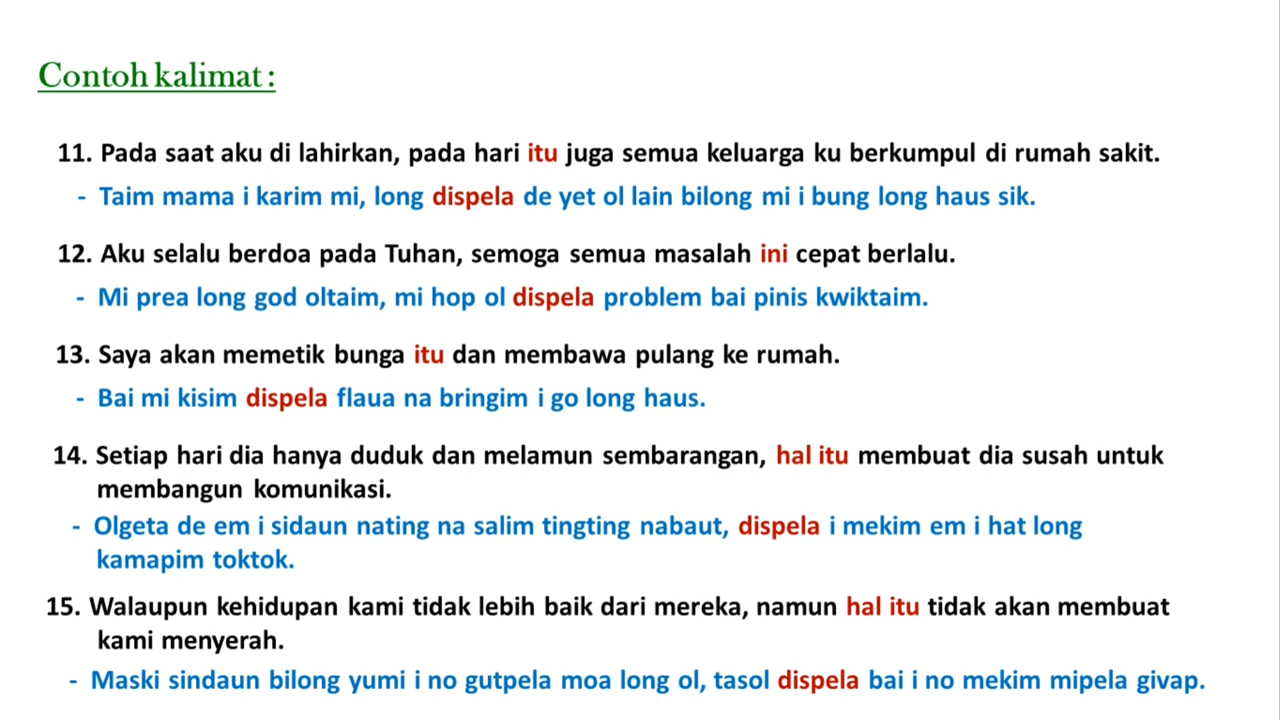 Contoh kalimat :
11. Pada saat aku di lahirkan, pada hari itu juga semua keluarga ku berkumpul di rumah sakit.
- Taim mama i karim mi, long dispela de yet ol lain bilong mi i bung long haus sik.
12. Aku selalu berdoa pada Tuhan, semoga semua masalah ini cepat berlalu.
- Mi prea long god oltaim, mi hop ol dispela problem bai pinis kwiktaim.
13. Saya akan memetik bunga itu dan membawa pulang ke rumah.
- Bai mi kisim dispela flaua na bringim i go long haus.
14. Setiap hari dia hanya duduk dan melamun sembarangan, hal itu membuat dia susah untuk
membangun komunikasi.
- Olgeta de em i sidaun nating na salim tingting nabaut, dispela i mekim em i hat long
kamapim toktok.
15. Walaupun kehidupan kami tidak lebih baik dari mereka, namun hal itu tidak akan membuat
kami menyerah.
- Maski sindaun bilong yumi i no gutpela moa long ol, tasol dispela bai i no mekim mipela givap.